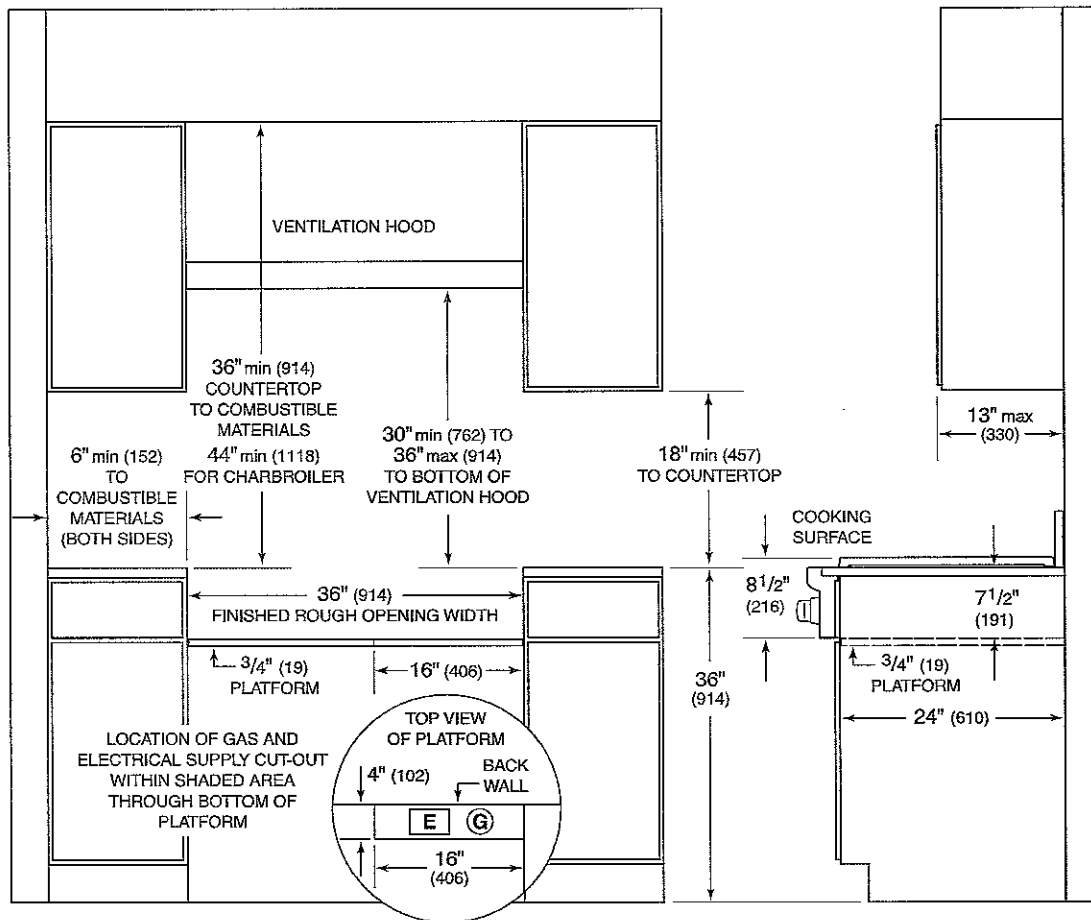 VENTILATION HOOD
36" min (914)
COUNTERTOP
TO COMBUSTIBLE
MATERIALS
44" min (1118)
FOR CHARBROILER
6" min (152)
TO
COMBUSTIBLE
MATERIALS
(BOTH SIDES)
30" min (762) TO
36" max (914)
TO BOTTOM OF
VENTILATION HOOD
18" min (457)
TO COUNTERTOP
13" max
(330)
COOKING
SURFACE
8 1/2"
(216)
7 1/2"
(191)
36" (914)
FINISHED ROUGH OPENING WIDTH
3/4" (19)
PLATFORM
16" (406)
36"
(914)
3/4" (19)
PLATFORM
24" (610)
LOCATION OF GAS AND
ELECTRICAL SUPPLY CUT-OUT
WITHIN SHADED AREA
THROUGH BOTTOM OF
PLATFORM
TOP VIEW
OF PLATFORM
4" (102)
BACK
WALL
E G
16"
(406)